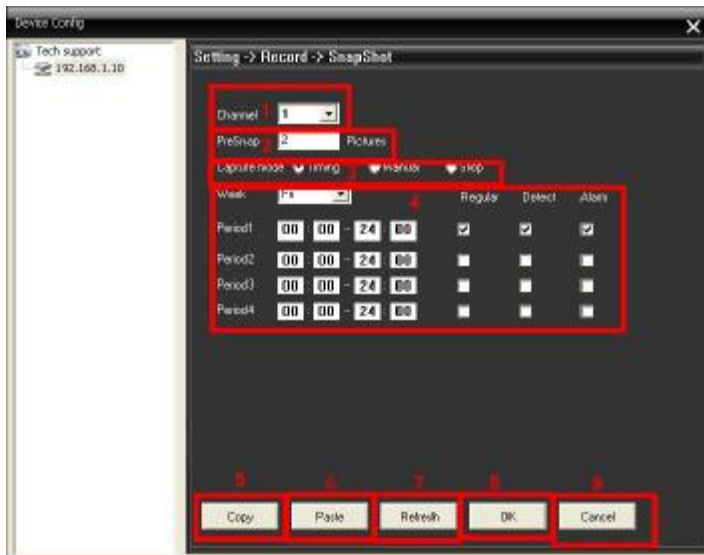 Device Config
Tech support
192.168.1.10
Setting -> Record -> SnapShot
Channel 1 1
PreSnap 2 2 Pictures
Capture mode Timing 3 Manual Stop
Week Fri 4 Regular Detect Alarm
Period1 00 : 00 - 24 : 00
Period2 00 : 00 - 24 : 00
Period3 00 : 00 - 24 : 00
Period4 00 : 00 - 24 : 00
5 6 7 8 9
Copy Paste Refresh OK Cancel